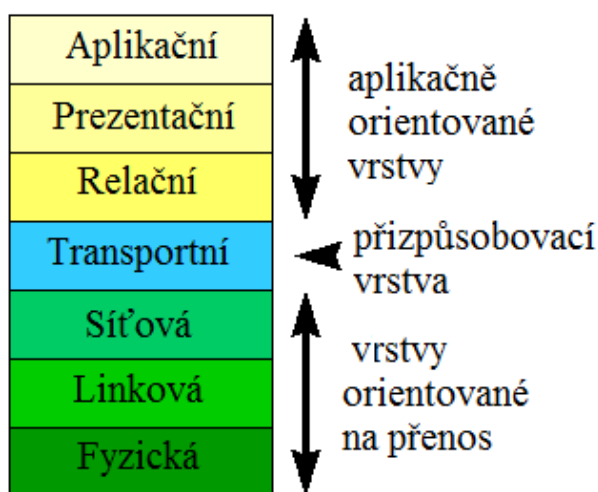 Aplikační
Prezentační
Relační
Transportní
Síťová
Linková
Fyzická
aplikačně
orientované
vrstvy
přizpůsobovací
vrstva
vrstvy
orientované
na přenos